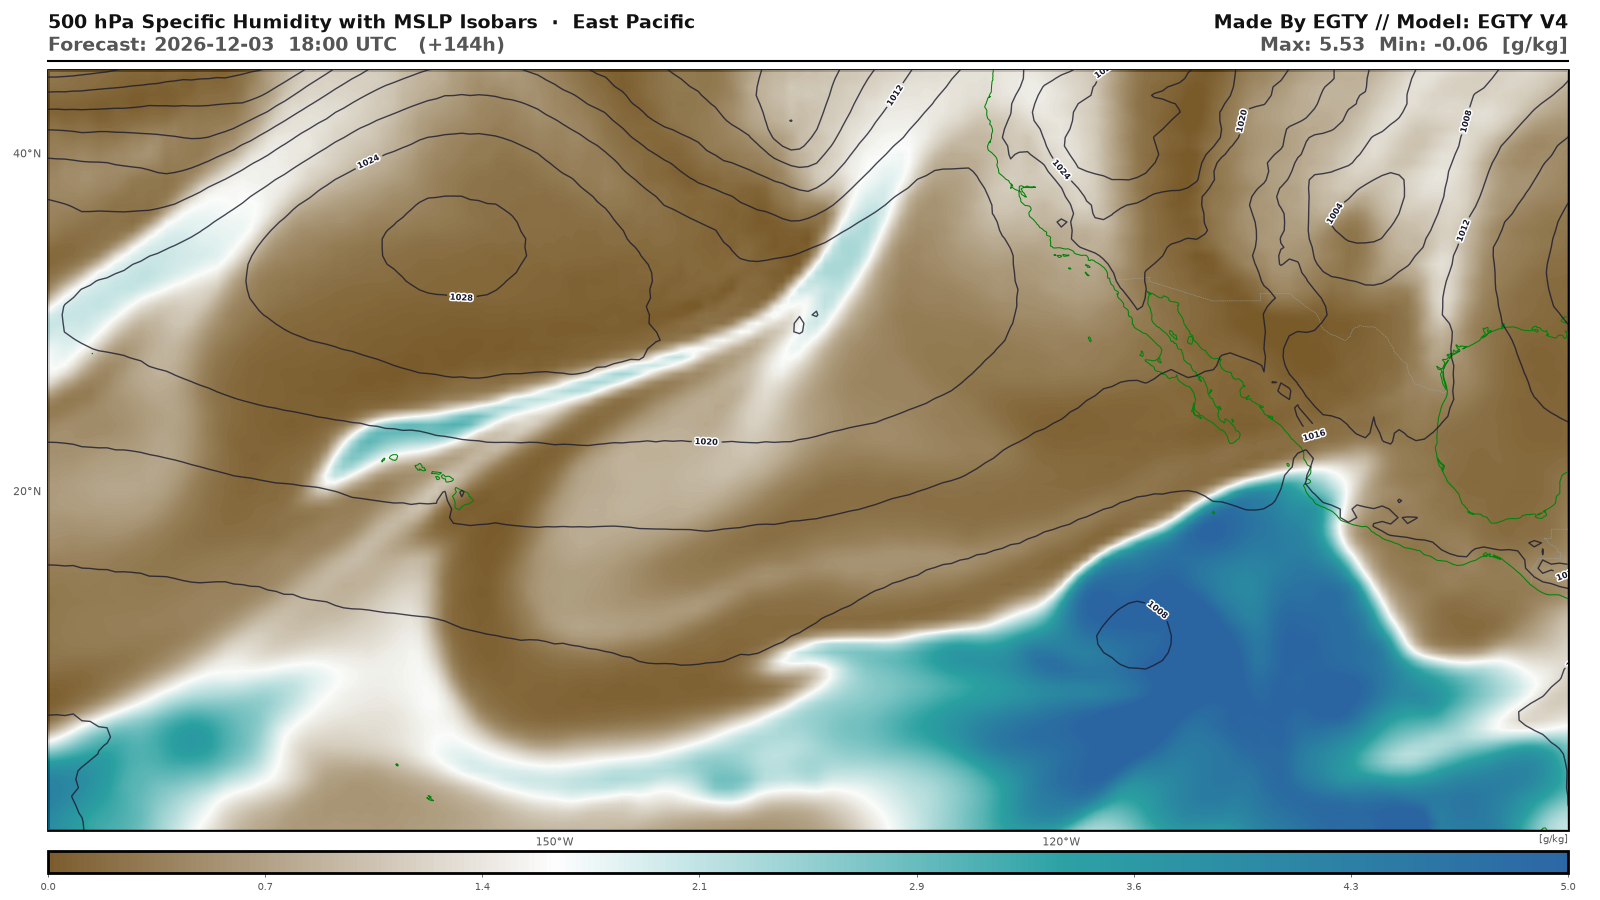 500 hPa Specific Humidity with MSLP Isobars · East Pacific
Made By EGTY // Model: EGTY V4
Forecast: 2026-12-03 18:00 UTC (+144h)
Max: 5.53 Min: -0.06 [g/kg]
1012
1020
1008
40°N
1024
1024
1004
1012
1028
1020
1016
20°N
1008
150°W
120°W
[g/kg]
0.0
0.7
1.4
2.1
2.9
3.6
4.3
5.0